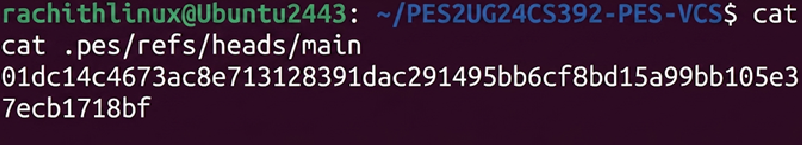 rachithlinux@Ubuntu2443: ~/PES2UG24CS392-PES-VCS$ cat
cat .pes/refs/heads/main
01dc14c4673ac8e713128391dac291495bb6cf8bd15a99bb105e3
7ecb1718bf